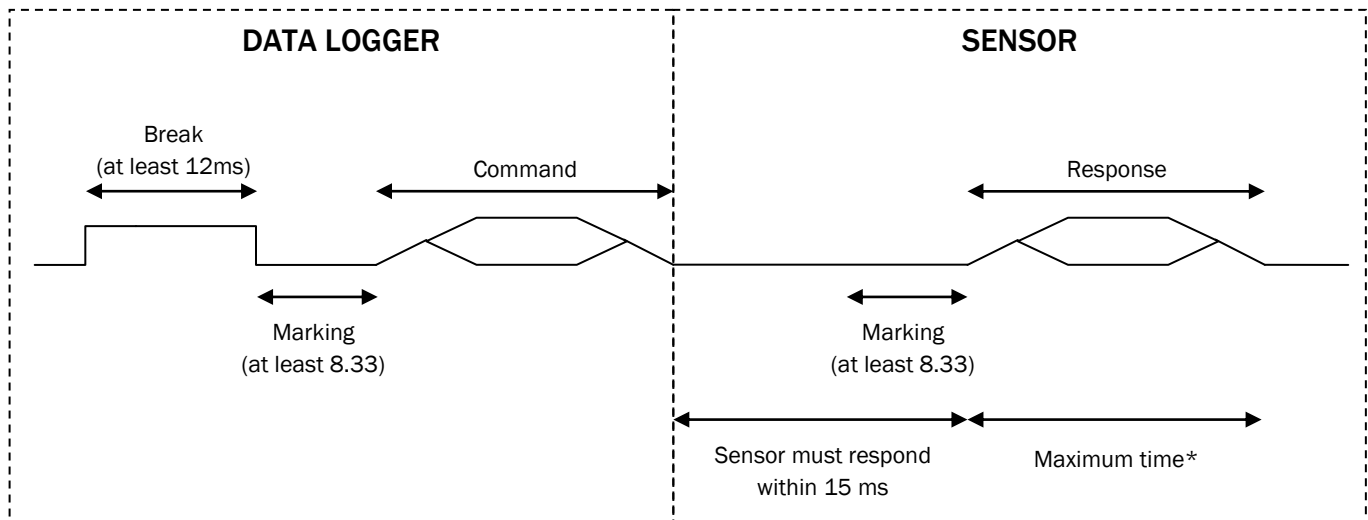 DATA LOGGER
SENSOR
Break
(at least 12ms)
Command
Response
Marking
(at least 8.33)
Marking
(at least 8.33)
Sensor must respond
within 15 ms
Maximum time*